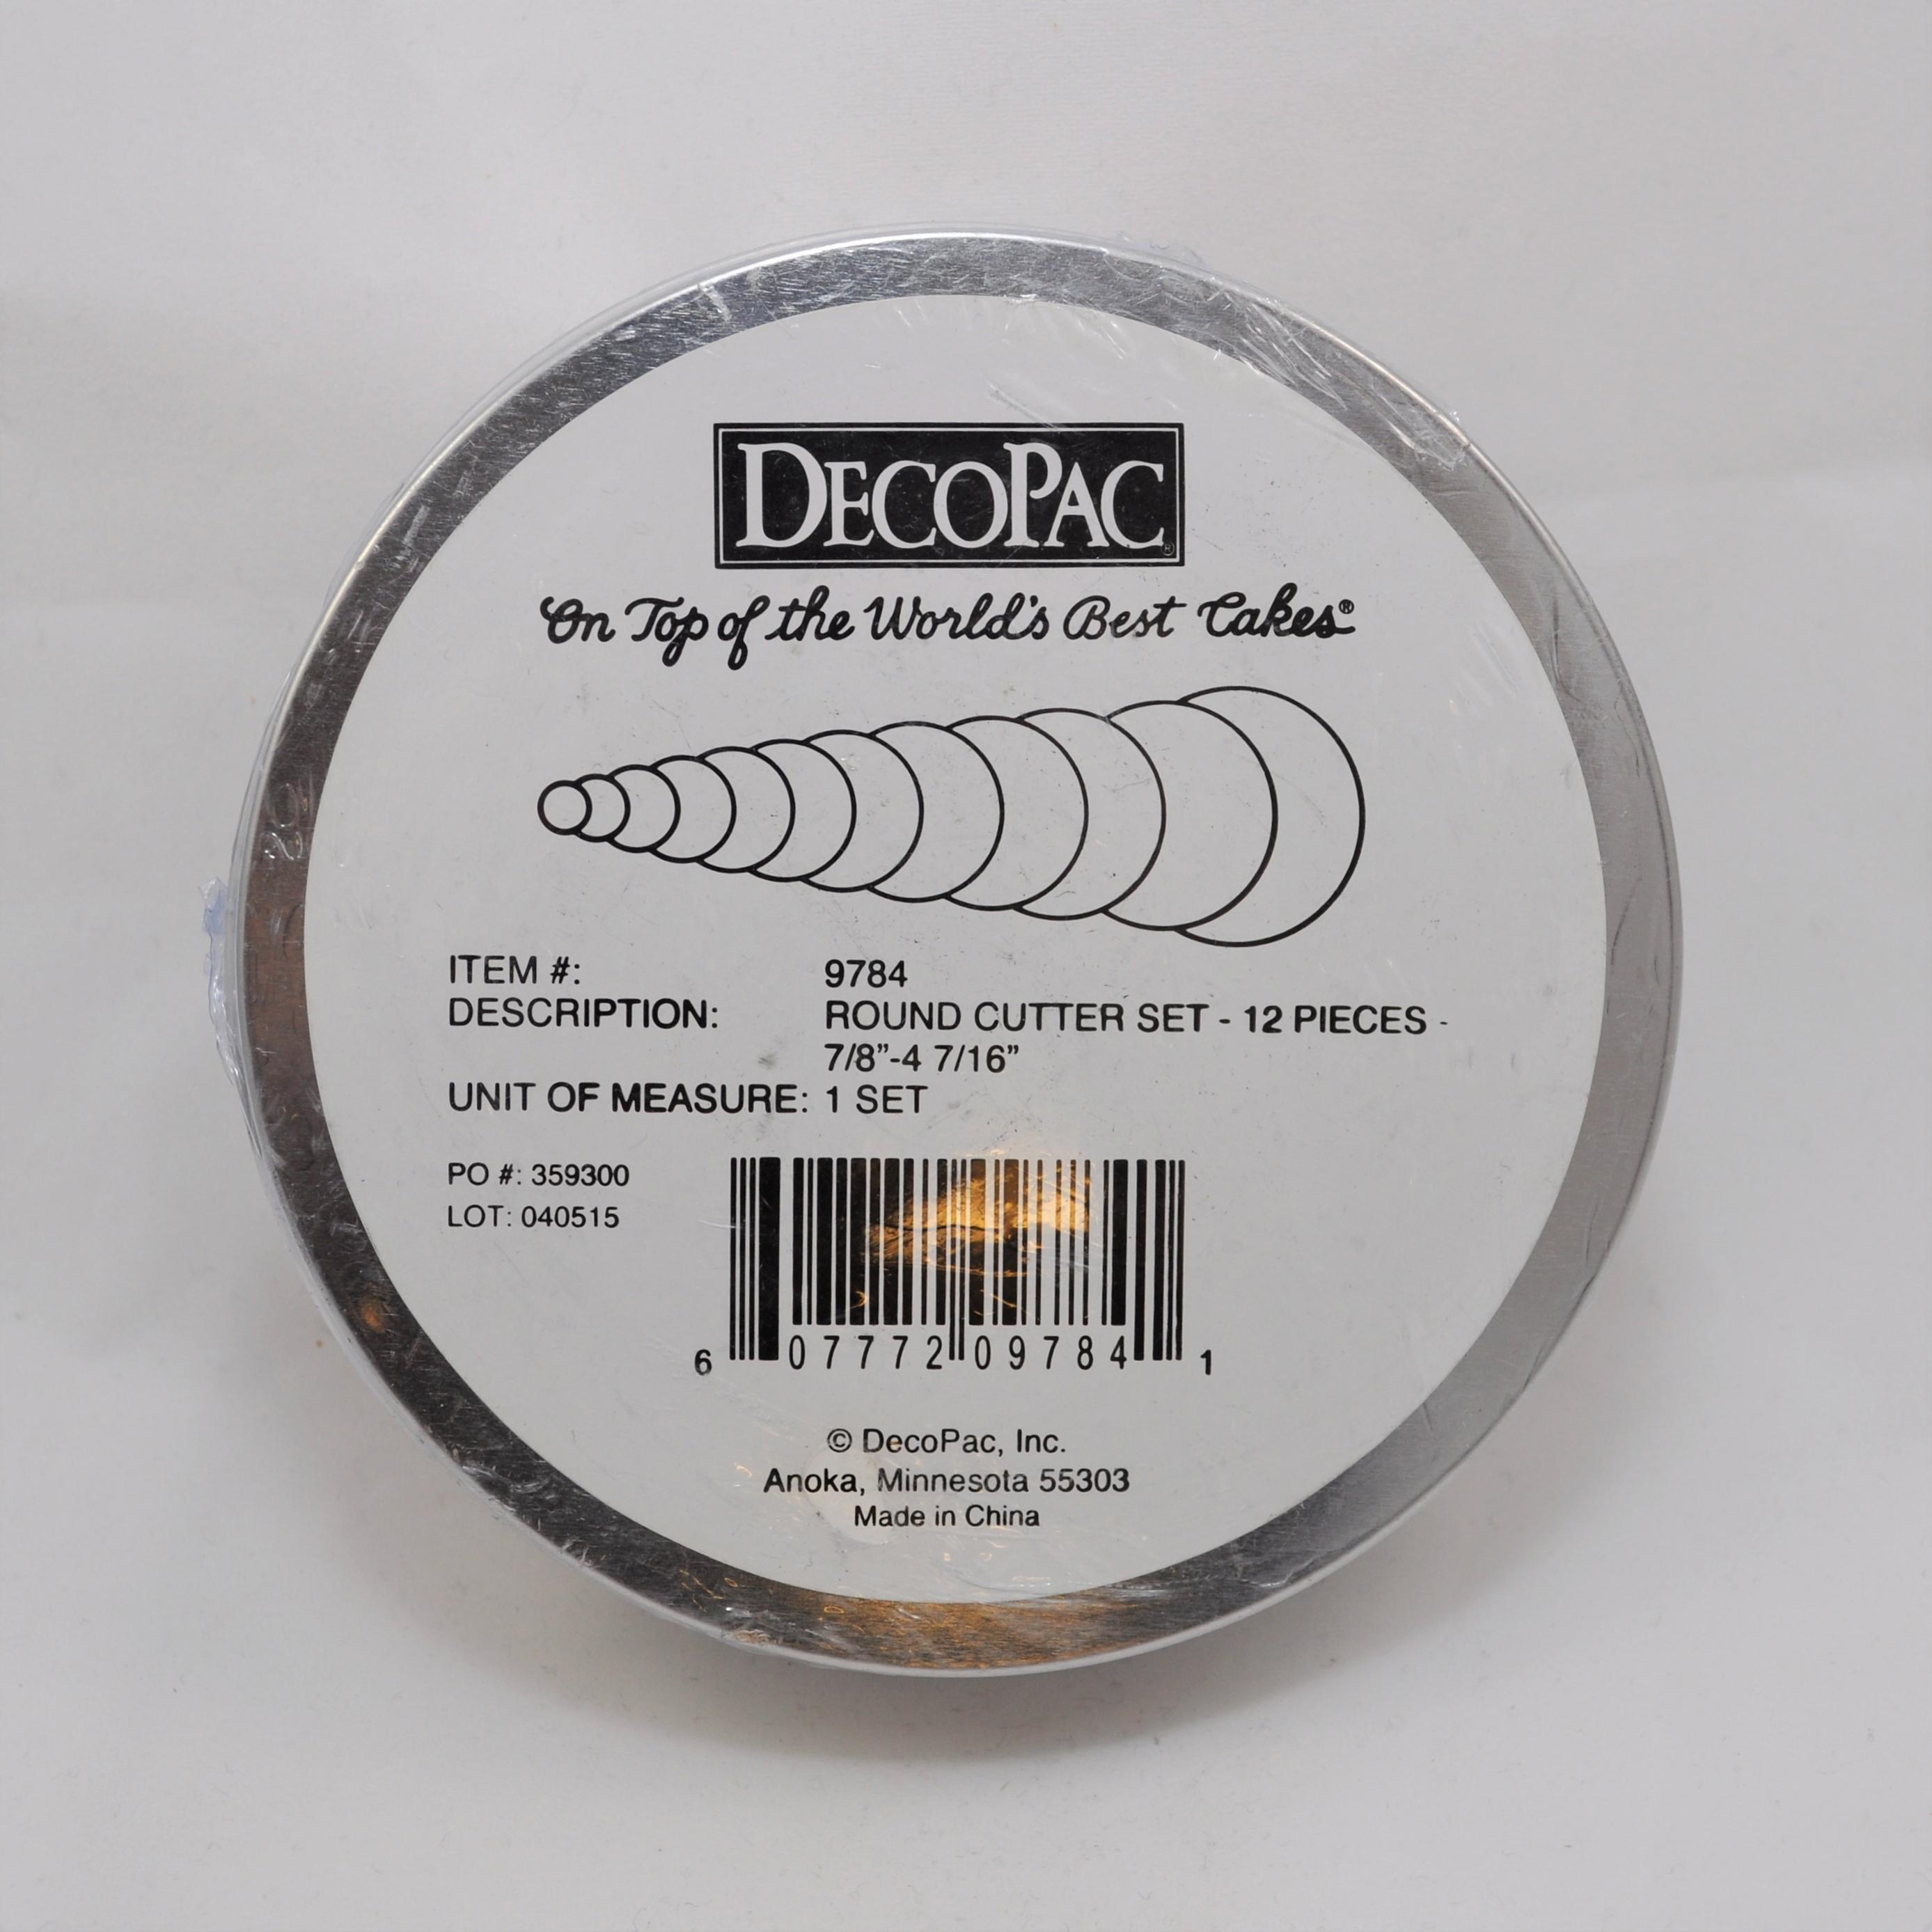 DECOPAC®
On Top of the World's Best Cakes®
ITEM #: 9784
DESCRIPTION: ROUND CUTTER SET - 12 PIECES -
7/8”-4 7/16”
UNIT OF MEASURE: 1 SET
PO #: 359300
LOT: 040515
6 07772 09784 1
© DecoPac, Inc.
Anoka, Minnesota 55303
Made in China